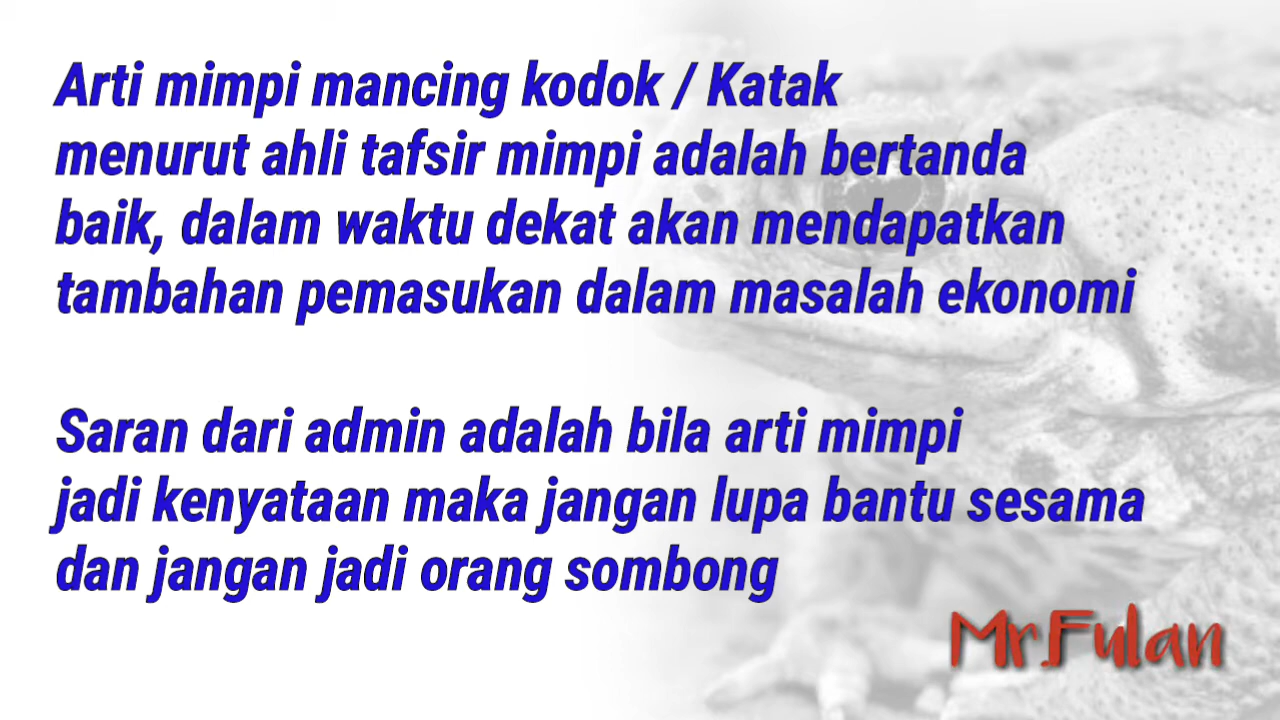 Arti mimpi mancing kodok / Katak
menurut ahli tafsir mimpi adalah bertanda
baik, dalam waktu dekat akan mendapatkan
tambahan pemasukan dalam masalah ekonomi
Saran dari admin adalah bila arti mimpi
jadi kenyataan maka jangan lupa bantu sesama
dan jangan jadi orang sombong
Mr.Fulan